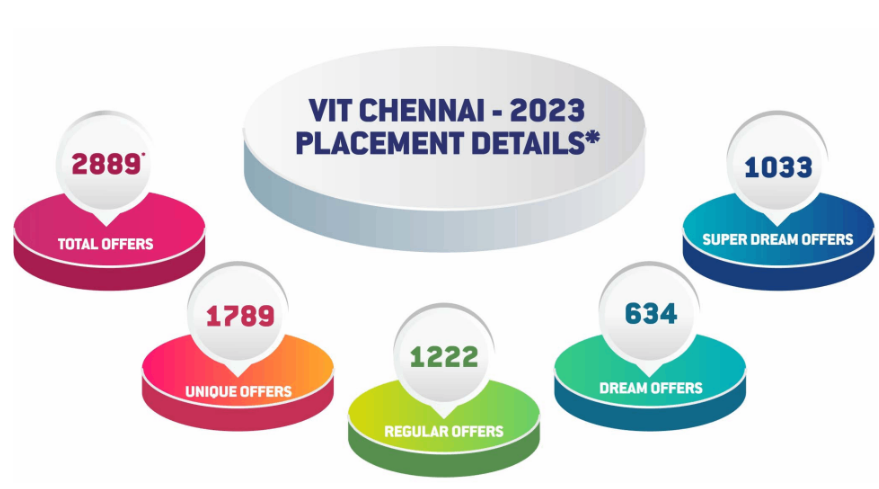 VIT CHENNAI - 2023
PLACEMENT DETAILS*
2889*
TOTAL OFFERS
1789
UNIQUE OFFERS
1222
REGULAR OFFERS
634
DREAM OFFERS
1033
SUPER DREAM OFFERS